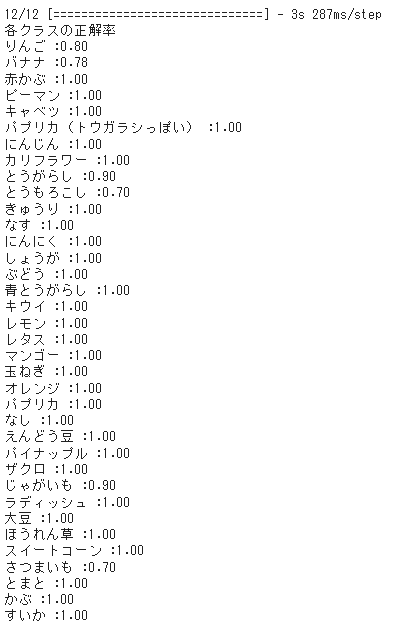 12/12 [==============================] - 3s 287ms/step
各クラスの正解率
りんご :0.80
バナナ :0.78
赤かぶ :1.00
ピーマン :1.00
キャベツ :1.00
パプリカ（トウガラシっぽい） :1.00
にんじん :1.00
カリフラワー :1.00
とうがらし :0.90
とうもろこし :0.70
きゅうり :1.00
なす :1.00
にんにく :1.00
しょうが :1.00
ぶどう :1.00
青とうがらし :1.00
キウイ :1.00
レモン :1.00
レタス :1.00
マンゴー :1.00
玉ねぎ :1.00
オレンジ :1.00
パプリカ :1.00
なし :1.00
えんどう豆 :1.00
パイナップル :1.00
ザクロ :1.00
じゃがいも :0.90
ラディッシュ :1.00
大豆 :1.00
ほうれん草 :1.00
スイートコーン :1.00
さつまいも :0.70
とまと :1.00
かぶ :1.00
すいか :1.00